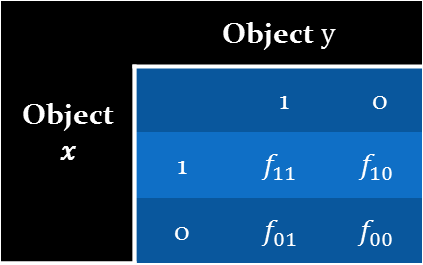 Object y
Object
x
1 0
1 f₁₁ f₁₀
0 f₀₁ f₀₀